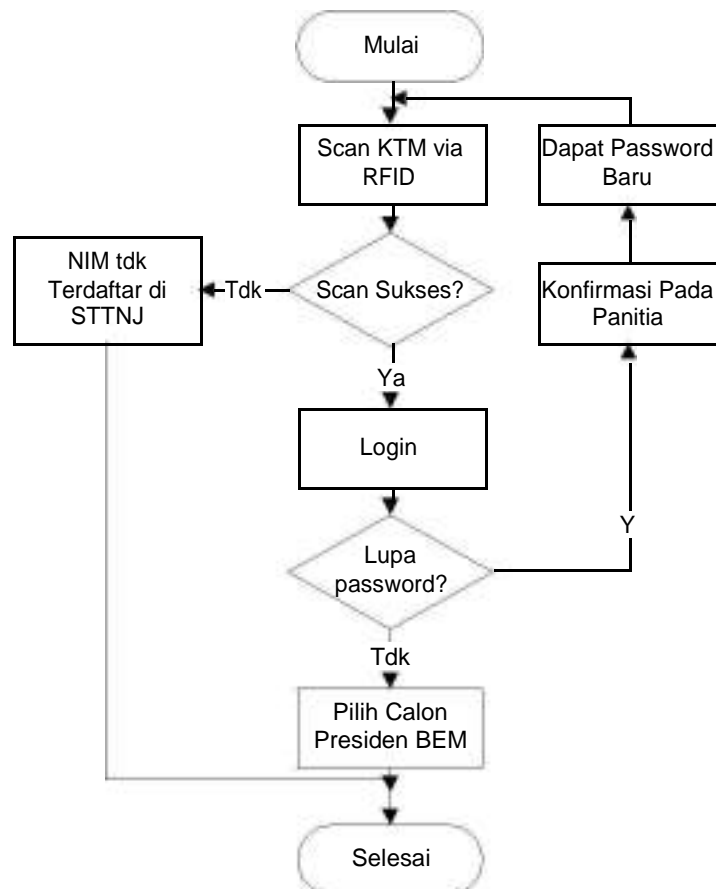 Mulai
Scan KTM via
RFID
Dapat Password
Baru
NIM tdk
Terdaftar di
STTNJ
Tdk
Scan Sukses?
Konfirmasi Pada
Panitia
Ya
Login
Y
Lupa
password?
Tdk
Pilih Calon
Presiden BEM
Selesai